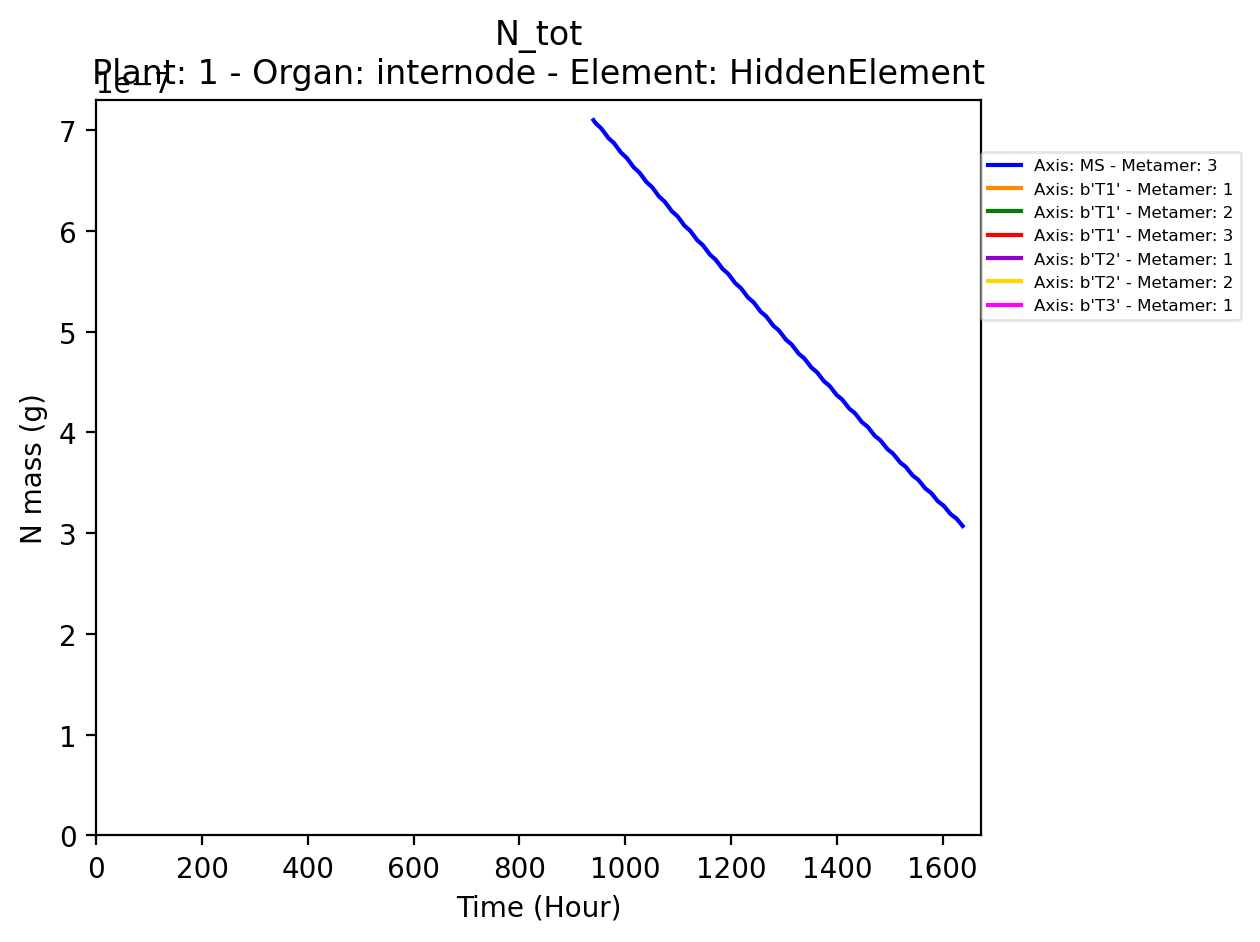 N_tot
Plant: 1 - Organ: internode - Element: HiddenElement
1e−7
7
6
5
4
3
2
1
0
N mass (g)
0 200 400 600 800 1000 1200 1400 1600
Time (Hour)
Axis: MS - Metamer: 3
Axis: b'T1' - Metamer: 1
Axis: b'T1' - Metamer: 2
Axis: b'T1' - Metamer: 3
Axis: b'T2' - Metamer: 1
Axis: b'T2' - Metamer: 2
Axis: b'T3' - Metamer: 1